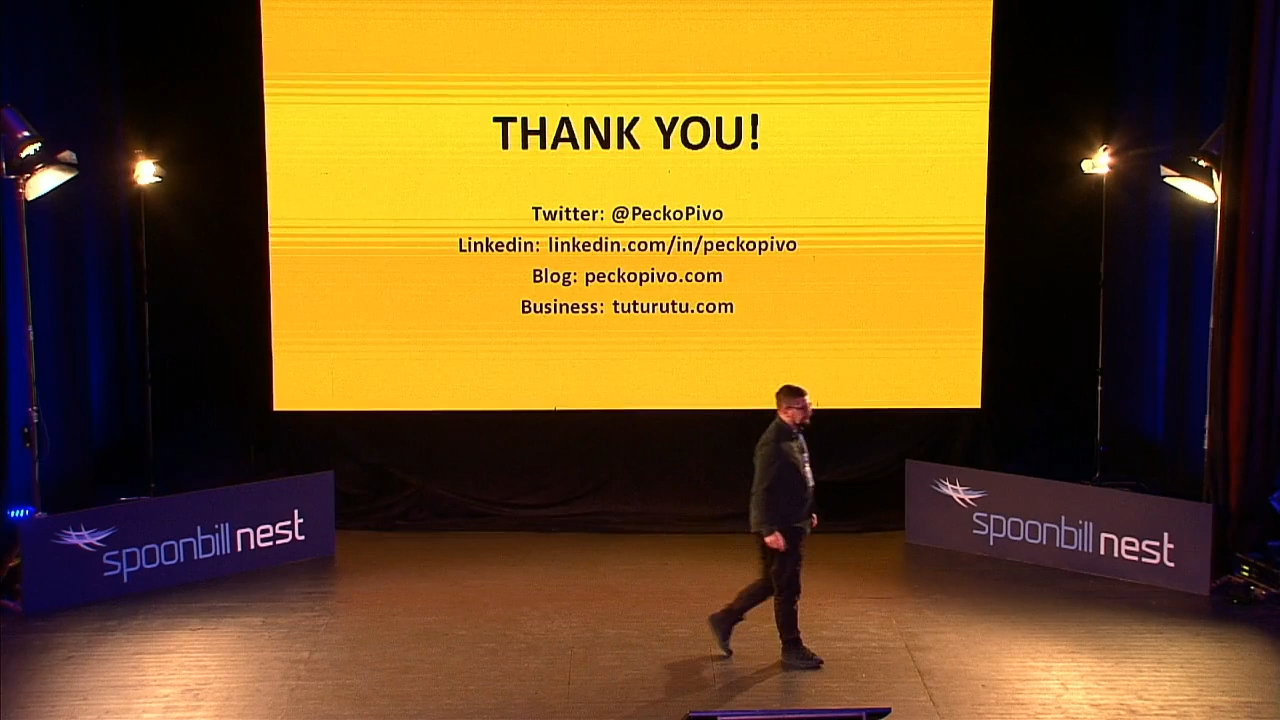 THANK YOU!
Twitter: @PeckoPivo
Linkedin: linkedin.com/in/peckopivo
Blog: peckopivo.com
Business: tuturutu.com
spoonbill nest
spoonbill nest